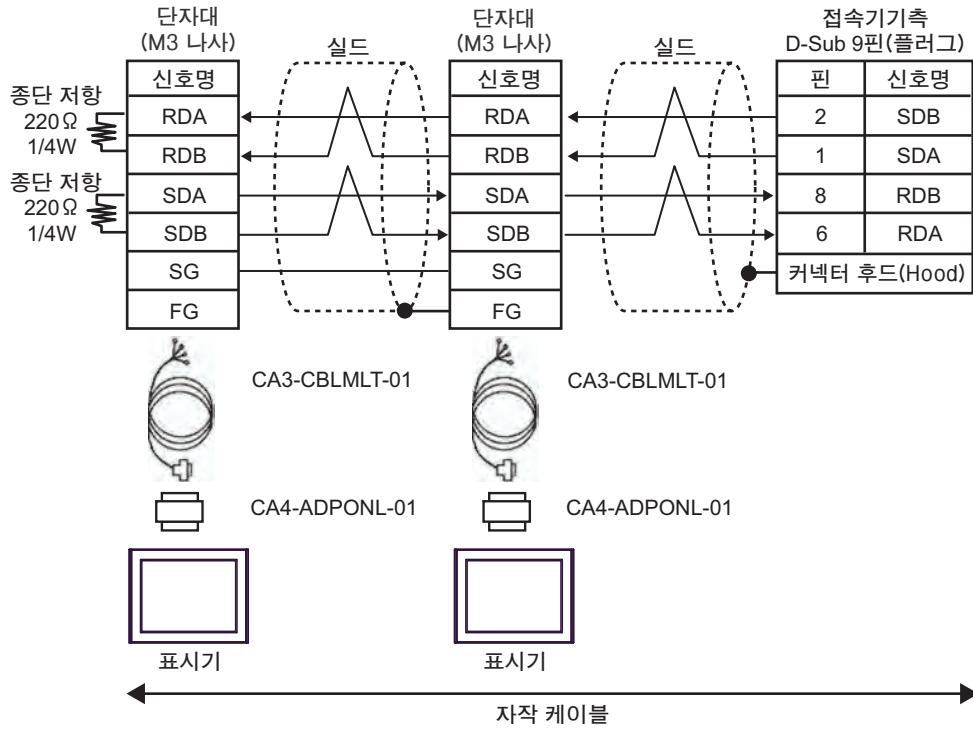 단자대
(M3 나사)
단자대
(M3 나사)
접속기기측
D-Sub 9핀(플러그)
실드
실드
종단 저항
220Ω
1/4W
종단 저항
220Ω
1/4W
신호명
RDA
RDB
SDA
SDB
SG
FG
신호명
RDA
RDB
SDA
SDB
SG
FG
핀 신호명
2 SDB
1 SDA
8 RDB
6 RDA
커넥터 후드(Hood)
CA3-CBLMLT-01
CA3-CBLMLT-01
CA4-ADPONL-01
CA4-ADPONL-01
표시기
표시기
자작 케이블